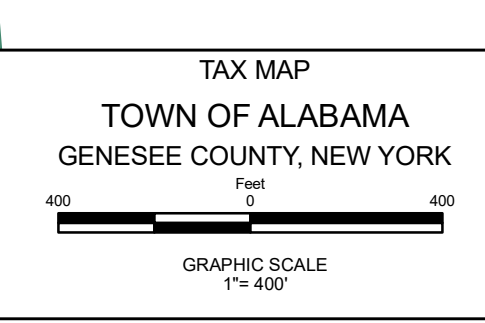 TAX MAP
TOWN OF ALABAMA
GENESEE COUNTY, NEW YORK
Feet
400 0 400
GRAPHIC SCALE
1"= 400'